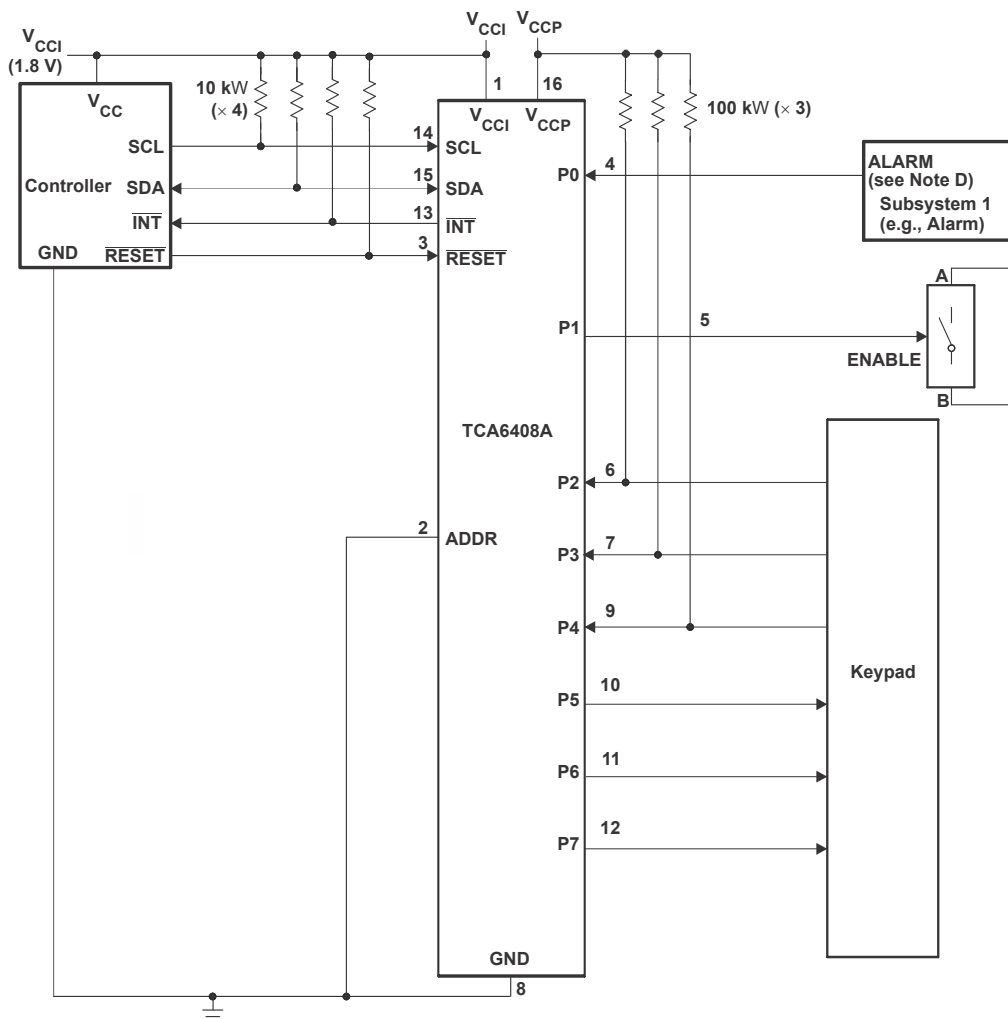 V CCI
(1.8 V)
V CCI
V CCP
1
16
10 kW
(× 4)
100 kW (× 3)
V CC
V CCI
V CCP
SCL
14
SCL
Controller
SDA
15
SDA
INT
13
INT
GND
RESET
3
RESET
P0
4
ALARM
(see Note D)
Subsystem 1
(e.g., Alarm)
A
P1
5
ENABLE
B
TCA6408A
P2
6
2
ADDR
P3
7
P4
9
Keypad
P5
10
P6
11
P7
12
GND
8